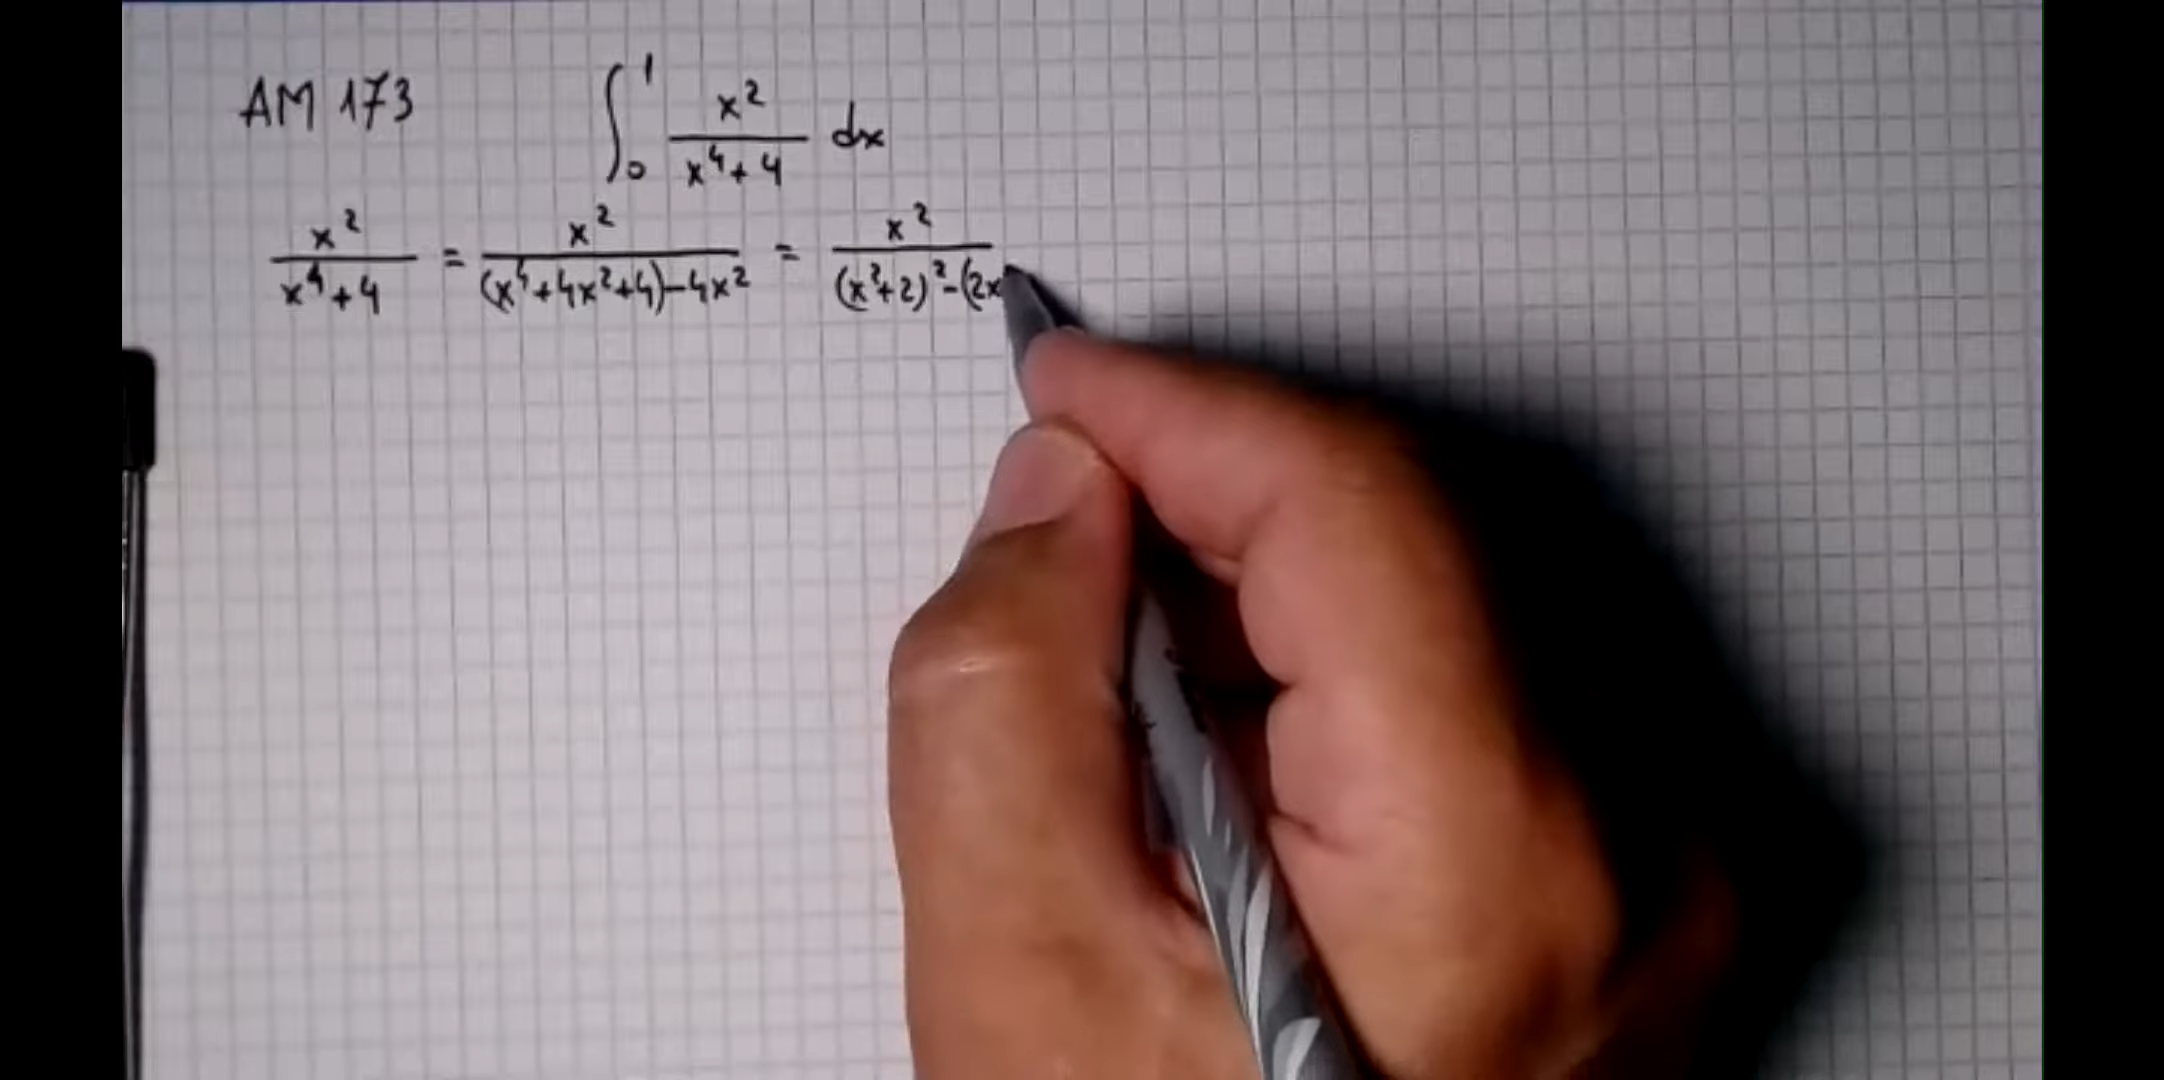 AM 173 ∫₀¹ x²/(x⁴+4) dx
x²/(x⁴+4) = x²/((x⁴+4x²+4)-4x²) = x²/((x²+2)²-(2x